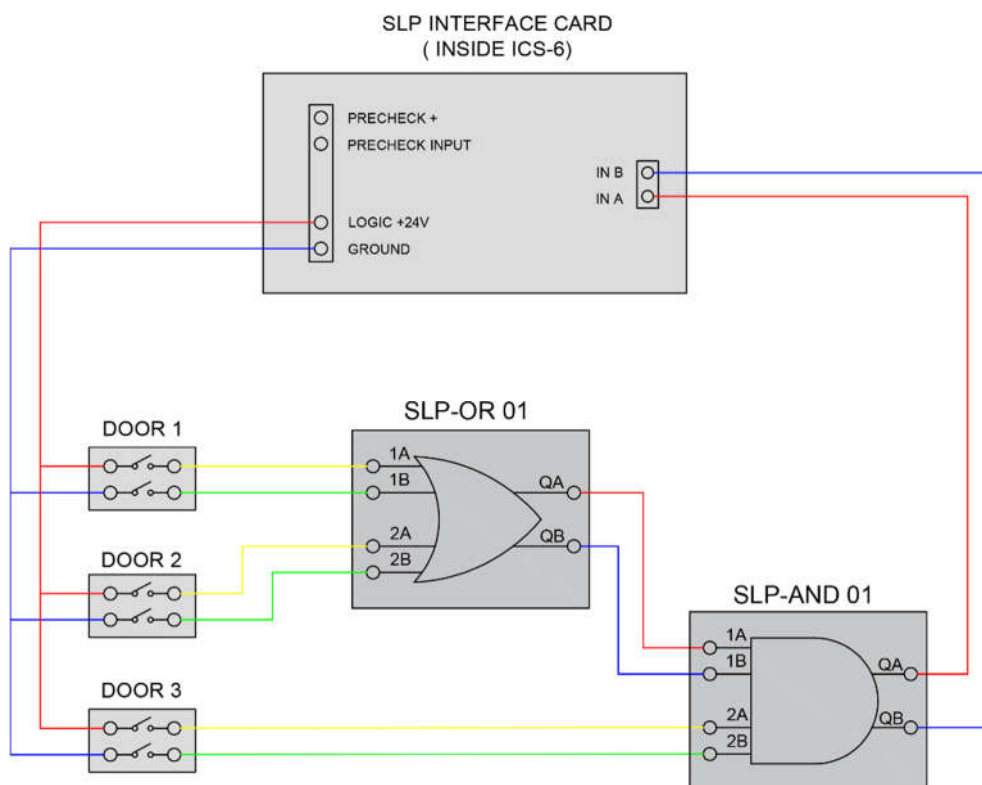 SLP INTERFACE CARD
( INSIDE ICS-6)
PRECHECK +
PRECHECK INPUT
IN B
IN A
LOGIC +24V
GROUND
DOOR 1
SLP-OR 01
1A
1B
QA
2A
QB
2B
DOOR 2
SLP-AND 01
1A
1B
QA
DOOR 3
2A
QB
2B